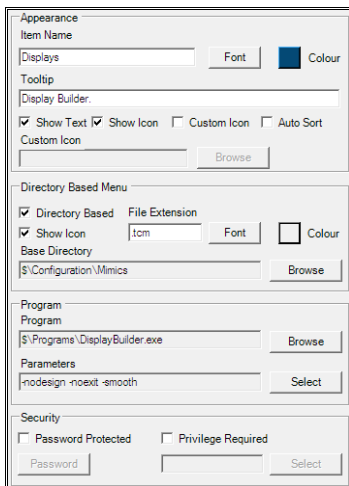 Appearance
Item Name
Displays Font Colour
Tooltip
Display Builder.
Show Text Show Icon Custom Icon Auto Sort
Custom Icon
Browse
Directory Based Menu
Directory Based File Extension
Show Icon .tcm Font Colour
Base Directory
$\Configuration\Mimics Browse
Program
Program
$\Programs\DisplayBuilder.exe Browse
Parameters
-nodesign -noexit -smooth Select
Security
Password Protected Privilege Required
Password Select